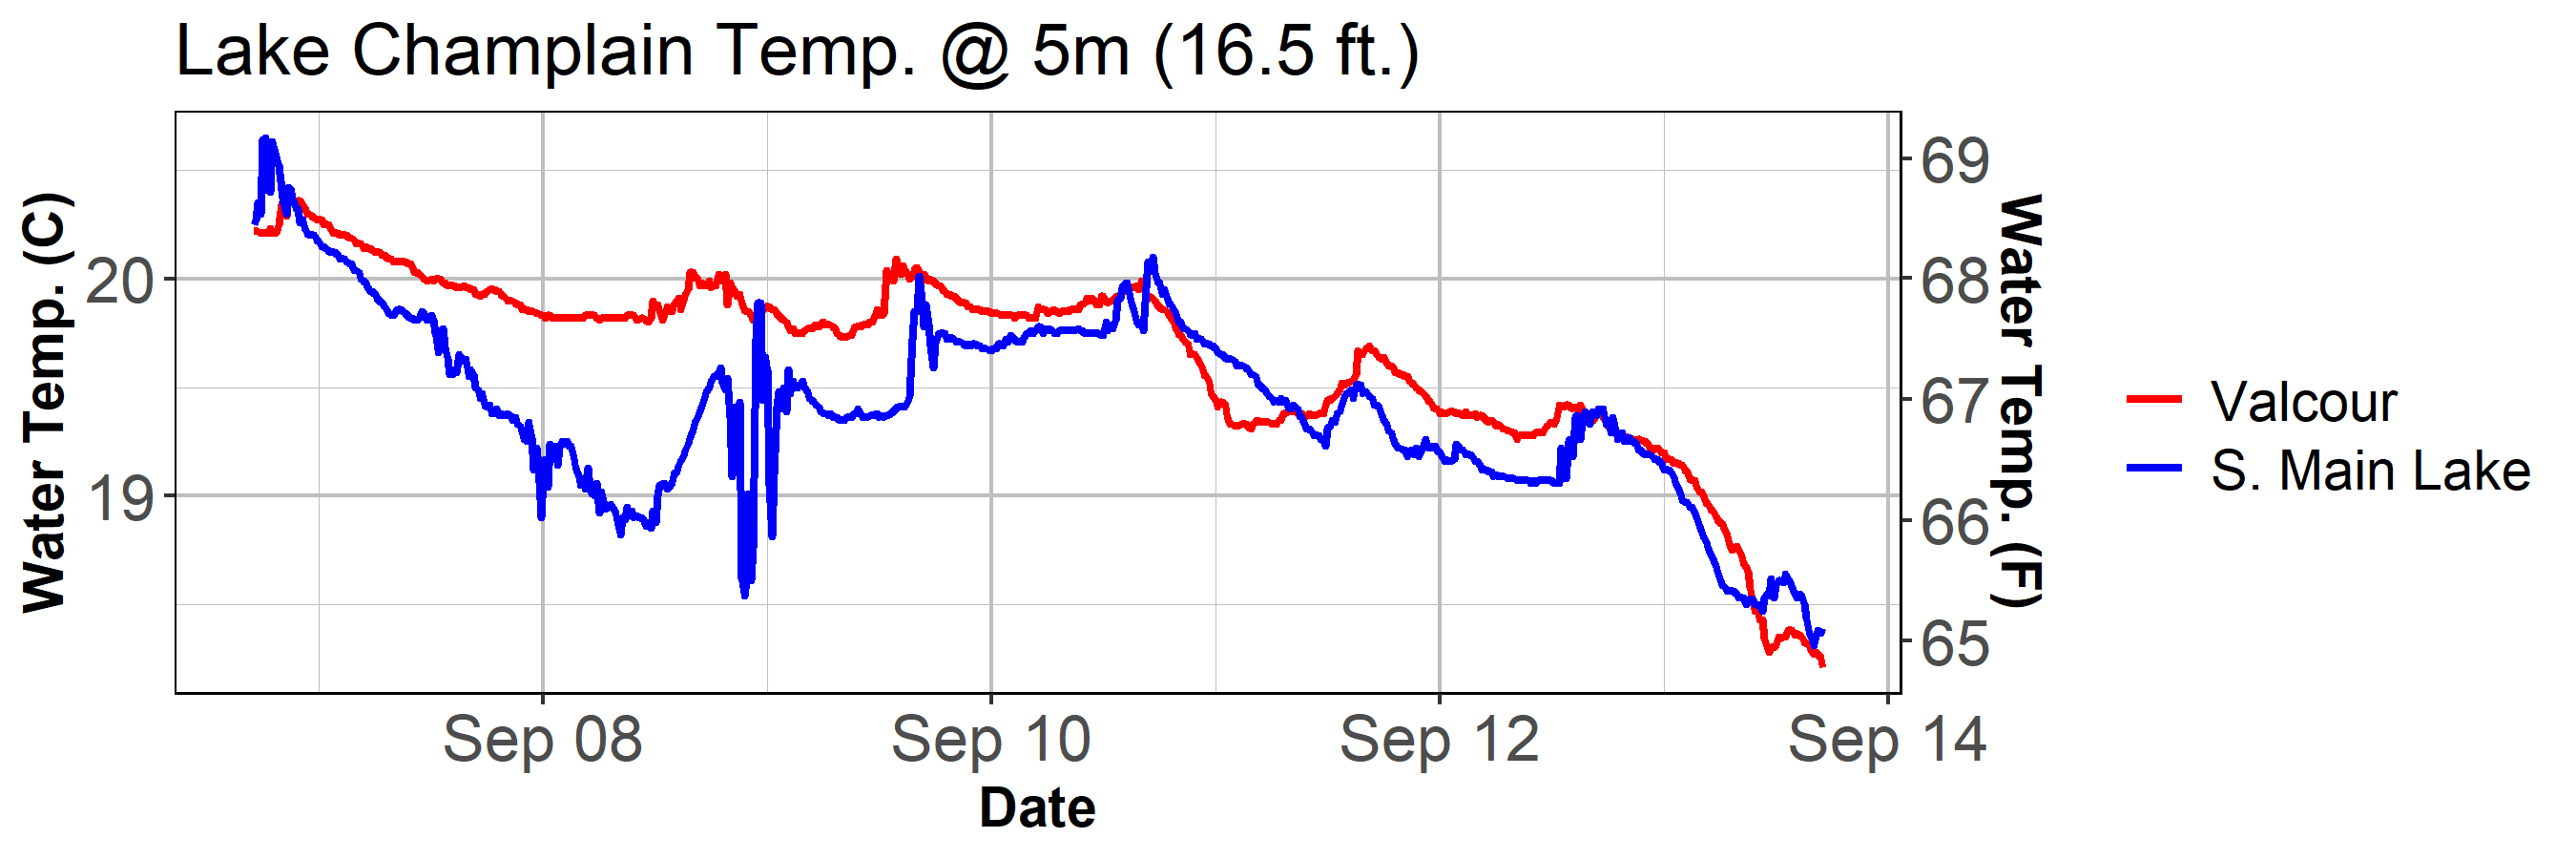 Lake Champlain Temp. @ 5m (16.5 ft.)
Water Temp. (C)
20
19
69
68
67
66
65
Water Temp. (F)
Valcour
S. Main Lake
Sep 08
Sep 10
Sep 12
Sep 14
Date